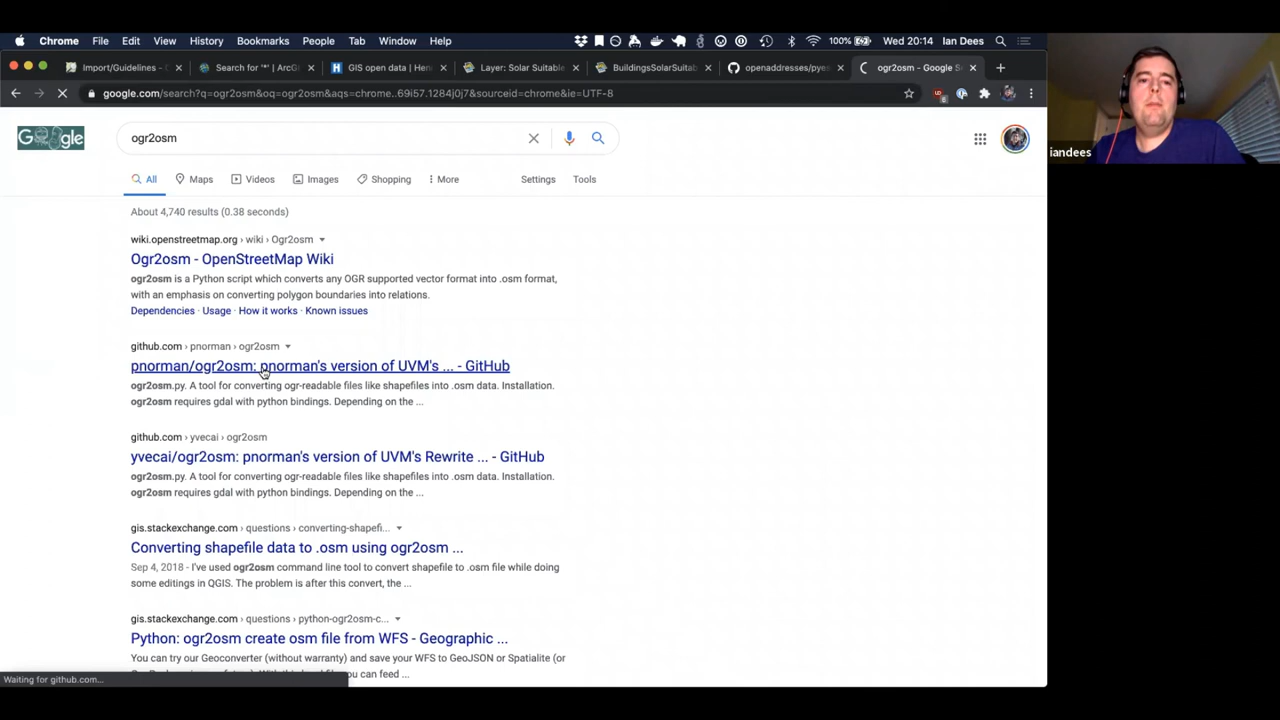 Chrome File Edit View History Bookmarks People Tab Window Help 100% Wed 20:14 Ian Dees
Import/Guidelines - Search for '*' | ArcG GIS open data | Hen Layer: Solar Suitable BuildingsSolarSuitab openaddresses/pyes ogr2osm - Google S
google.com/search?q=ogr2osm&oq=ogr2osm&aqs=chrome..69i57.1284j0j7&sourceid=chrome&ie=UTF-8
iandees
ogr2osm
All Maps Videos Images Shopping More Settings Tools
About 4,740 results (0.38 seconds)
wiki.openstreetmap.org › wiki › Ogr2osm
Ogr2osm - OpenStreetMap Wiki
ogr2osm is a Python script which converts any OGR supported vector format into .osm format,
with an emphasis on converting polygon boundaries into relations.
Dependencies · Usage · How it works · Known issues
github.com › pnorman › ogr2osm
pnorman/ogr2osm: pnorman's version of UVM's ... - GitHub
ogr2osm.py. A tool for converting ogr-readable files like shapefiles into .osm data. Installation.
ogr2osm requires gdal with python bindings. Depending on the ...
github.com › yvecai › ogr2osm
yvecai/ogr2osm: pnorman's version of UVM's Rewrite ... - GitHub
ogr2osm.py. A tool for converting ogr-readable files like shapefiles into .osm data. Installation.
ogr2osm requires gdal with python bindings. Depending on the ...
gis.stackexchange.com › questions › converting-shapefi...
Converting shapefile data to .osm using ogr2osm ...
Sep 4, 2018 - I've used ogr2osm command line tool to convert shapefile to .osm file while doing
some editings in QGIS. The problem is after this convert, the ...
gis.stackexchange.com › questions › python-ogr2osm-c...
Python: ogr2osm create osm file from WFS - Geographic ...
You can try our Geoconverter (without warranty) and save your WFS to GeoJSON or Spatialite (or
Waiting for github.com...